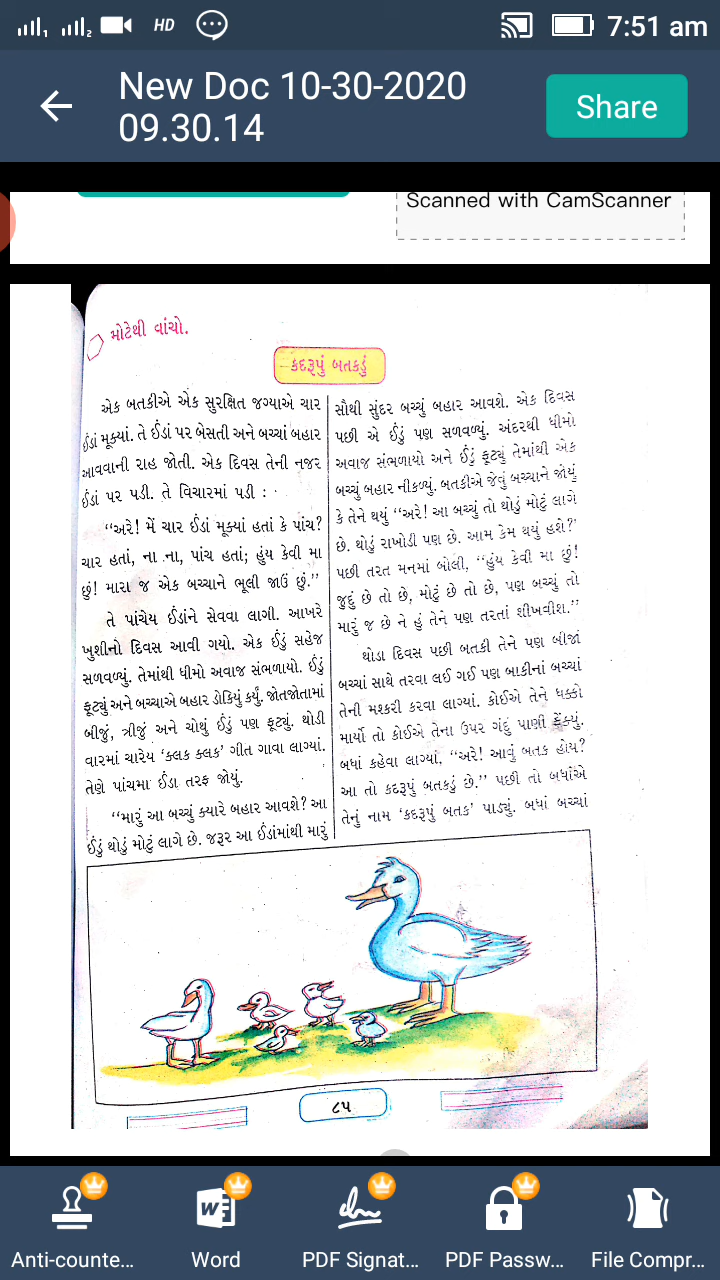 7:51 am
HD
New Doc 10-30-2020
09.30.14
Share
Scanned with CamScanner
મોટેથી વાંચો.
કદરૂપું બતકડું
એક બતકીએ એક સુરક્ષિત જગ્યાએ ચાર
ઈંડાં મૂક્યાં. તે ઈંડાં પર બેસતી અને બચ્ચાં બહાર
આવવાની રાહ જોતી. એક દિવસ તેની નજર
ઈંડાં પર પડી. તે વિચારમાં પડી :
“અરે! મેં ચાર ઈંડાં મૂક્યાં હતાં કે પાંચ?
ચાર હતાં, ના ના, પાંચ હતાં; હુંય કેવી મા
છું! મારા જ એક બચ્ચાને ભૂલી જાઉં છું.”
તે પાંચેય ઈંડાંને સેવવા લાગી. આખરે
ખુશીનો દિવસ આવી ગયો. એક ઈંડું સહેજ
સળવળ્યું. તેમાંથી ધીમો અવાજ સંભળાયો. ઈંડું
ફૂટ્યું અને બચ્ચાએ બહાર ડોકિયું કર્યું. જોતજોતામાં
બીજું, ત્રીજું અને ચોથું ઈંડું પણ ફૂટ્યું. થોડી
વારમાં ચારેય ‘ક્લક ક્લક’ ગીત ગાવા લાગ્યાં.
તેણે પાંચમા ઈંડા તરફ જોયું.
“મારું આ બચ્ચું ક્યારે બહાર આવશે? આ
ઈંડું થોડું મોટું લાગે છે. જરૂર આ ઈંડાંમાંથી મારું
સૌથી સુંદર બચ્ચું બહાર આવશે. એક દિવસ
પછી એ ઈંડું પણ સળવળ્યું. અંદરથી ધીમો
અવાજ સંભળાયો અને ઈંડું ફૂટ્યું તેમાંથી એક
બચ્ચું બહાર નીકળ્યું. બતકીએ જેવું બચ્ચાને જોયું
કે તેને થયું “અરે! આ બચ્ચું તો થોડું મોટું લાગે
છે. થોડું રાખોડી પણ છે. આમ કેમ થયું હશે?”
પછી તરત મનમાં બોલી, “હુંય કેવી મા છું!
જુદું છે તો છે, મોટું છે તો છે, પણ બચ્ચું તો
મારું જ છે ને હું તેને પણ તરતાં શીખવીશ.”
થોડા દિવસ પછી બતકી તેને પણ બીજાં
બચ્ચાં સાથે તરવા લઈ ગઈ પણ બાકીનાં બચ્ચાં
તેની મશ્કરી કરવા લાગ્યાં. કોઈએ તેને ધક્કો
માર્યો તો કોઈએ તેના ઉપર ગંદું પાણી ફેંક્યું.
બધાં કહેવા લાગ્યાં, “અરે! આવું બતક હોય?
આ તો કદરૂપું બતકડું છે.” પછી તો બધાંએ
તેનું નામ ‘કદરૂપું બતક’ પાડ્યું. બધાં બચ્ચાં
૮૫
Anti-counte...
Word
PDF Signat...
PDF Passw...
File Compr...